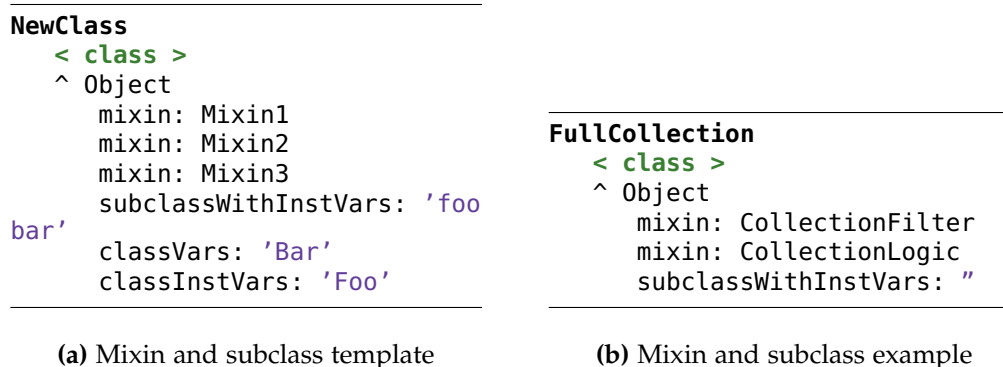 NewClass
< class >
^ Object
mixin: Mixin1
mixin: Mixin2
mixin: Mixin3
subclassWithInstVars: ’foo
bar’
classVars: ’Bar’
classInstVars: ’Foo’
(a) Mixin and subclass template
FullCollection
< class >
^ Object
mixin: CollectionFilter
mixin: CollectionLogic
subclassWithInstVars: ”
(b) Mixin and subclass example